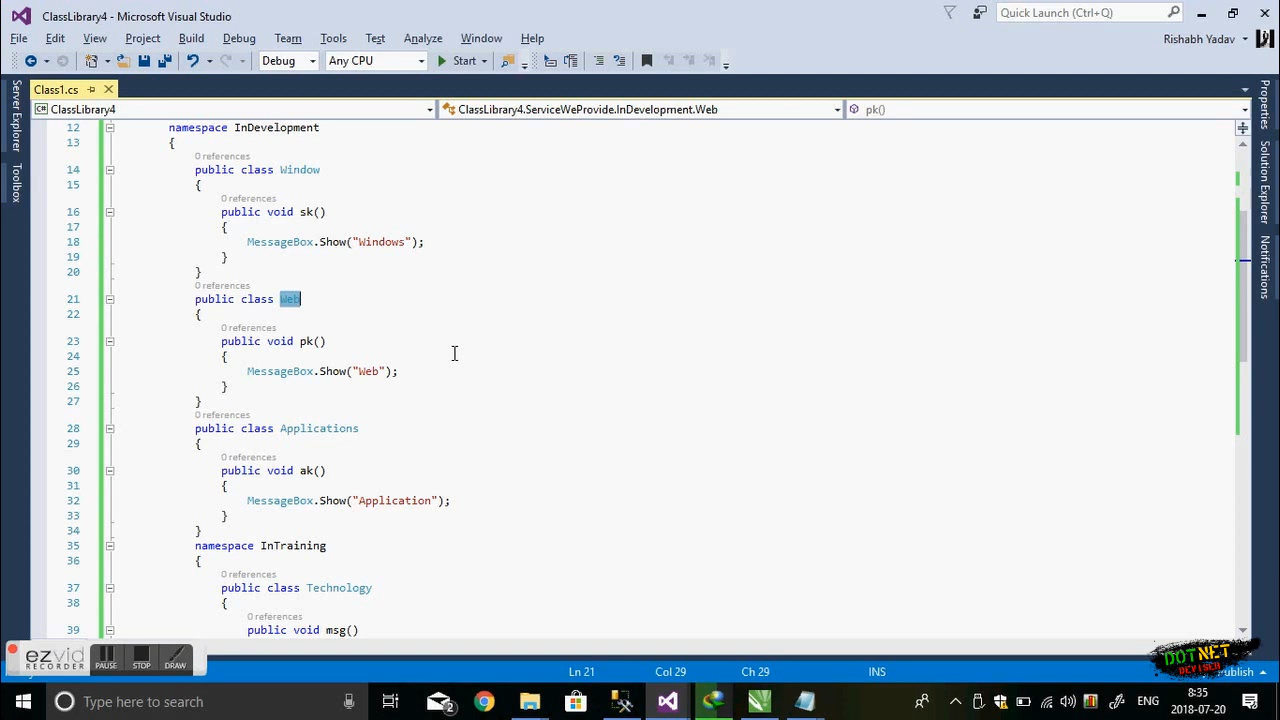 ClassLibrary4 - Microsoft Visual Studio
Quick Launch (Ctrl+Q)
File Edit View Project Build Debug Team Tools Test Analyze Window Help
Rishabh Yadav
Debug Any CPU Start
Class1.cs
ClassLibrary4 ClassLibrary4.ServiceWeProvide.InDevelopment.Web pk()
Server Explorer
Toolbox
Properties
Solution Explorer
Notifications
12 namespace InDevelopment
13 {
0 references
14 public class Window
15 {
0 references
16 public void sk()
17 {
18 MessageBox.Show("Windows");
19 }
20 }
0 references
21 public class Web
22 {
0 references
23 public void pk()
24 {
25 MessageBox.Show("Web");
26 }
27 }
0 references
28 public class Applications
29 {
0 references
30 public void ak()
31 {
32 MessageBox.Show("Application");
33 }
34 }
35 namespace InTraining
36 {
0 references
37 public class Technology
38 {
0 references
39 public void msg()
ezvid
RECORDER
PAUSE STOP DRAW
DOTNET
Ln 21 Col 29 Ch 29 INS Publish
Type here to search
2
ENG
8:35
2018-07-20